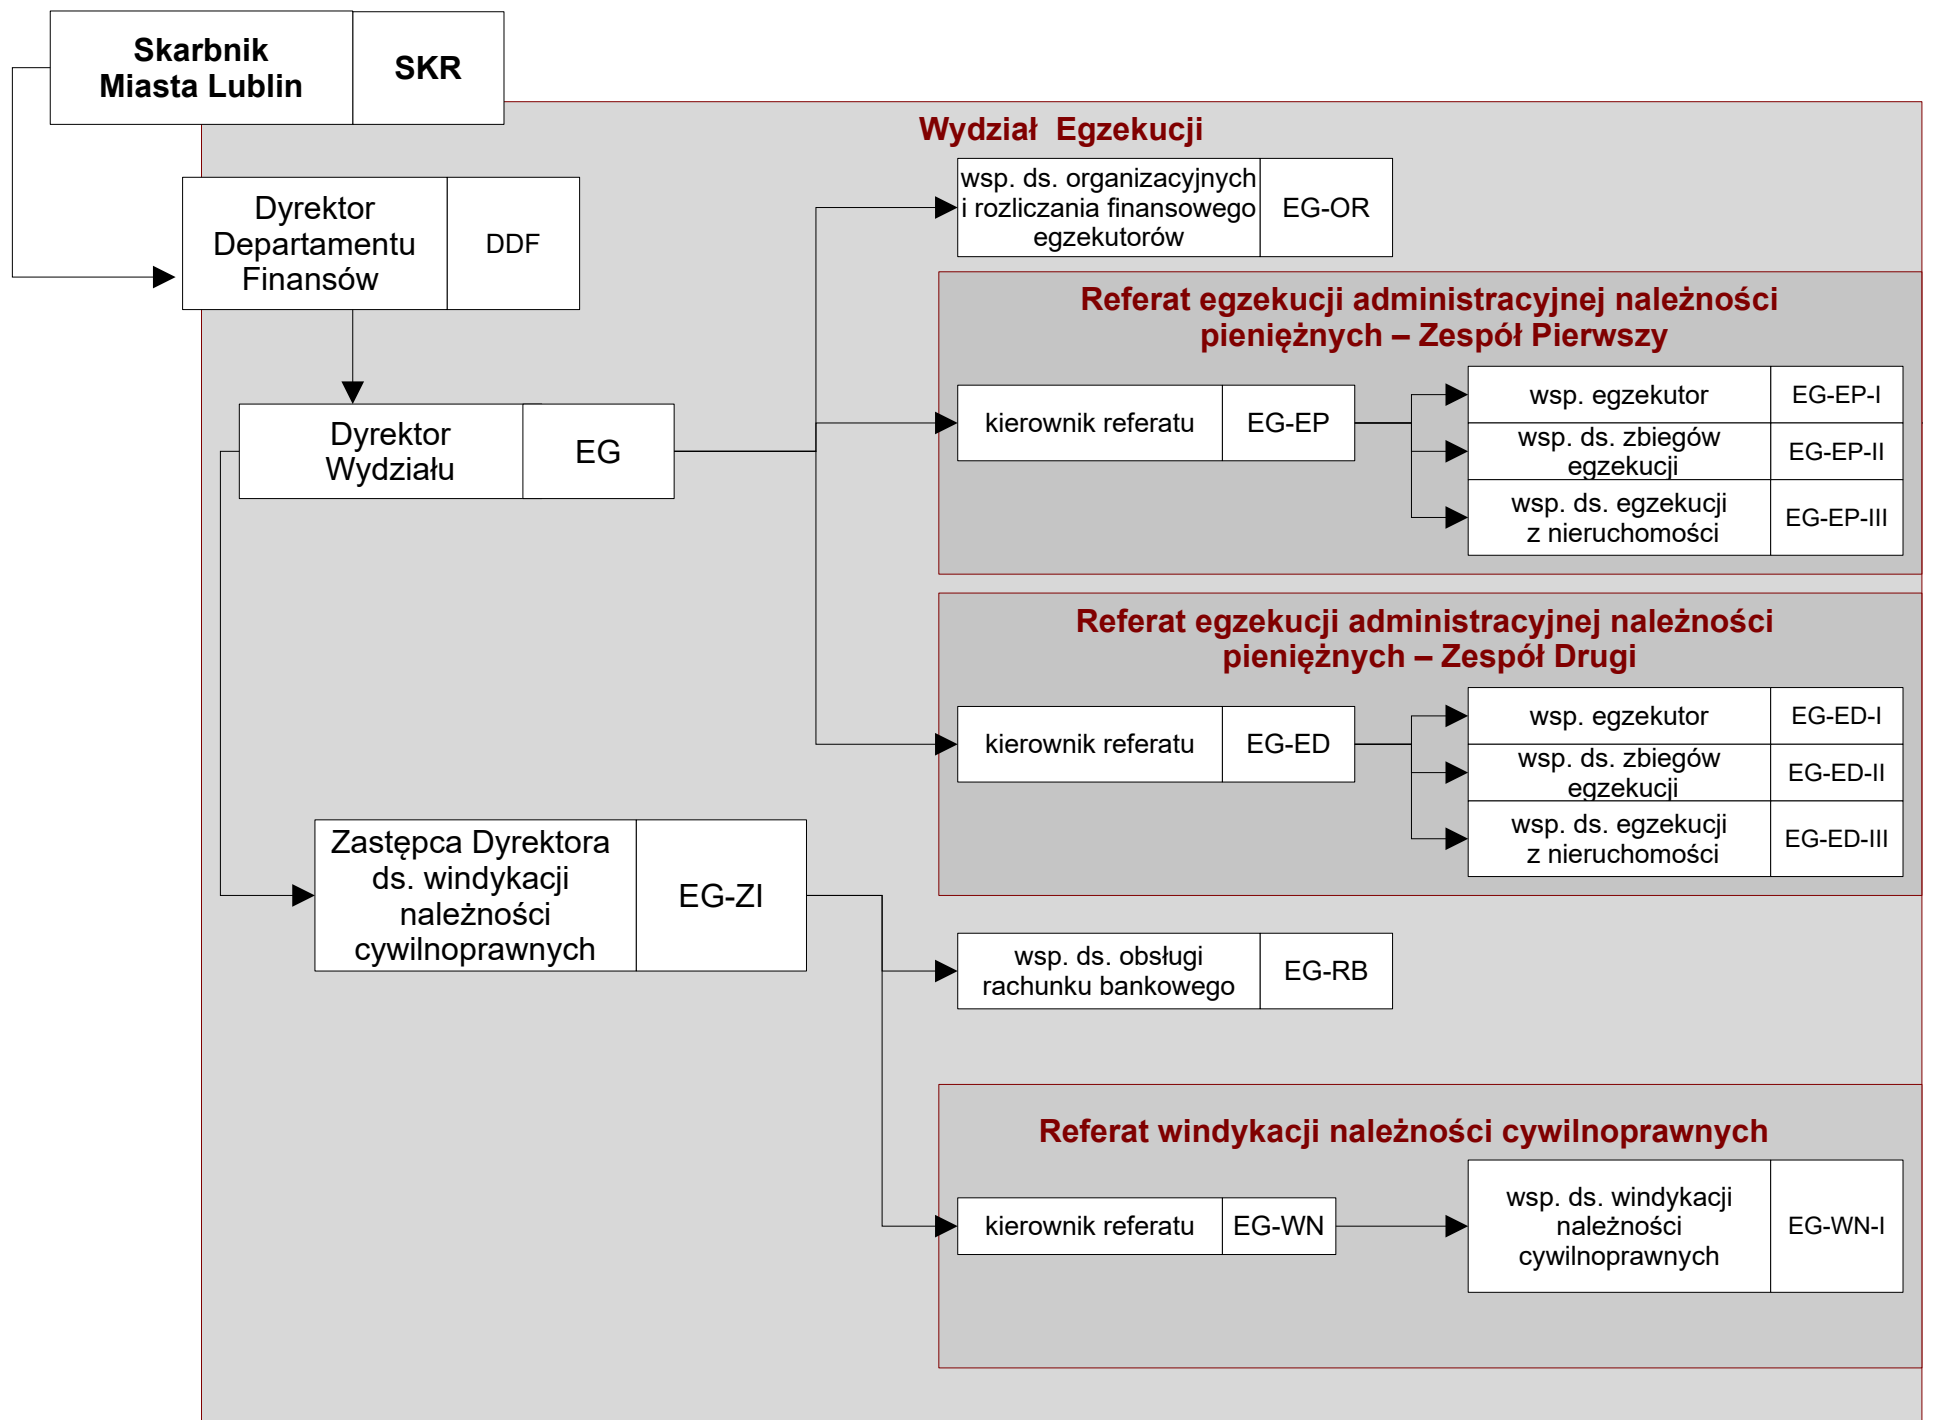 Skarbnik
Miasta Lublin
SKR
Wydział Egzekucji
Dyrektor
Departamentu
Finansów
DDF
wsp. ds. organizacyjnych
i rozliczania finansowego
egzekutorów
EG-OR
Referat egzekucji administracyjnej należności
pieniężnych – Zespół Pierwszy
Dyrektor
Wydziału
EG
kierownik referatu
EG-EP
wsp. egzekutor
EG-EP-I
wsp. ds. zbiegów
egzekucji
EG-EP-II
wsp. ds. egzekucji
z nieruchomości
EG-EP-III
Referat egzekucji administracyjnej należności
pieniężnych – Zespół Drugi
kierownik referatu
EG-ED
wsp. egzekutor
EG-ED-I
wsp. ds. zbiegów
egzekucji
EG-ED-II
wsp. ds. egzekucji
z nieruchomości
EG-ED-III
Zastępca Dyrektora
ds. windykacji
należności
cywilnoprawnych
EG-ZI
wsp. ds. obsługi
rachunku bankowego
EG-RB
Referat windykacji należności cywilnoprawnych
kierownik referatu
EG-WN
wsp. ds. windykacji
należności
cywilnoprawnych
EG-WN-I